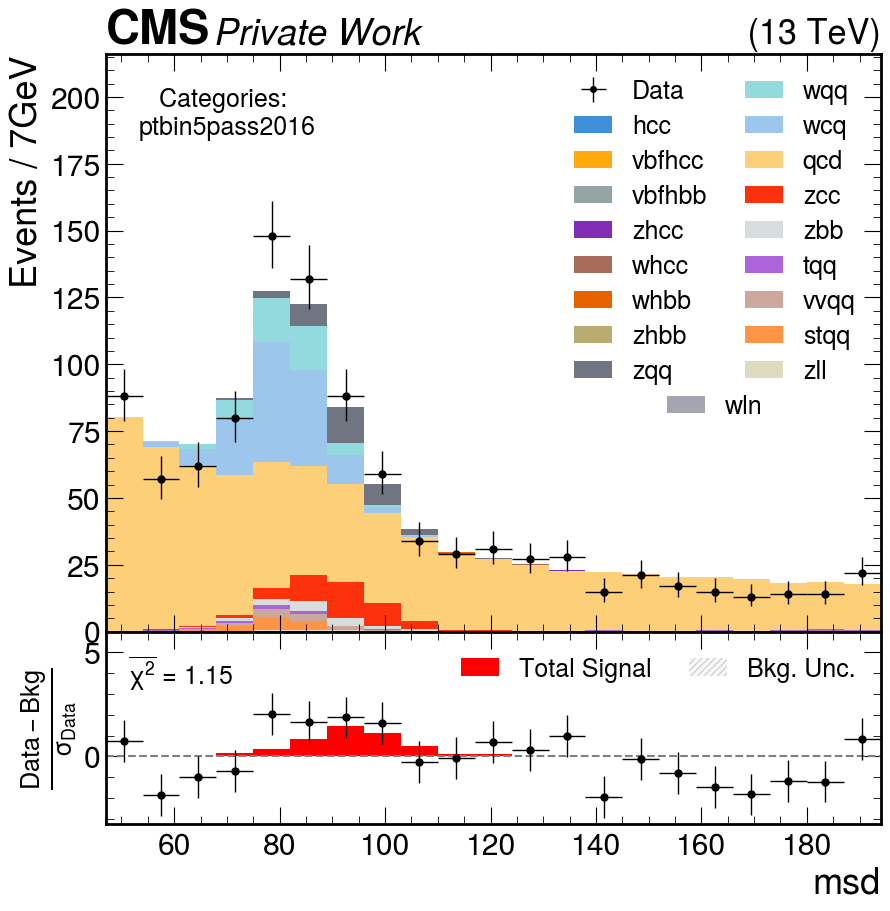 CMS Private Work (13 TeV)
Events / 7GeV
200
175
150
125
100
75
50
25
0
Categories:
ptbin5pass2016
Data
hcc
vbfhcc
vbfhbb
zhcc
whcc
whbb
zhbb
zqq
wqq
wcq
qcd
zcc
zbb
tqq
vvqq
stqq
zll
wln
Data − Bkg
σData
5
0
χ² = 1.15
Total Signal
Bkg. Unc.
60 80 100 120 140 160 180
msd